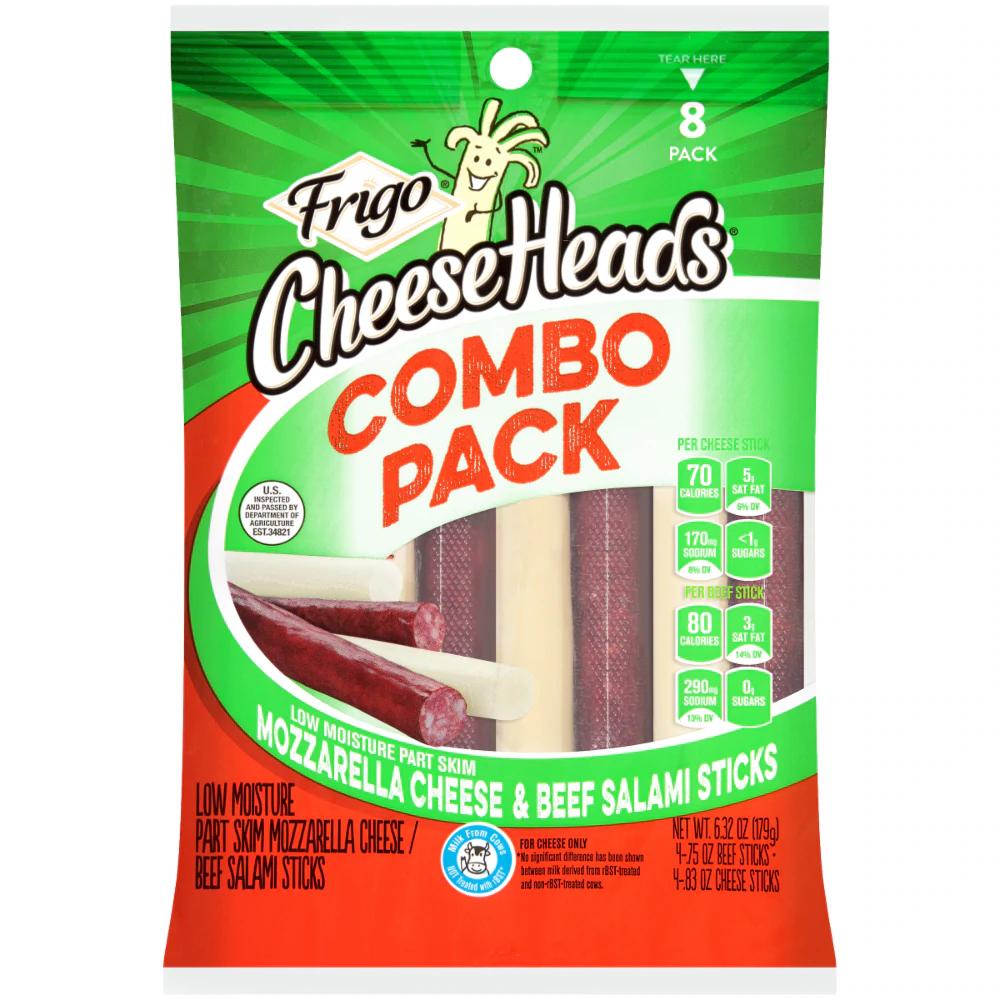 TEAR HERE
8
PACK
Frigo®
™
CheeseHeads®
COMBO
PACK
U.S.
INSPECTED
AND PASSED BY
DEPARTMENT OF
AGRICULTURE
EST.34821
PER CHEESE STICK
70
CALORIES
5g
SAT FAT
170mg
SODIUM
8% DV
<1g
SUGARS
PER BEEF STICK
80
CALORIES
3g
SAT FAT
14% DV
290mg
SODIUM
13% DV
0g
SUGARS
LOW MOISTURE PART SKIM
MOZZARELLA CHEESE & BEEF SALAMI STICKS
LOW MOISTURE
PART SKIM MOZZARELLA CHEESE /
BEEF SALAMI STICKS
Milk From Cows
NOT Treated with rBST*
FOR CHEESE ONLY
*No significant difference has been shown
between milk derived from rBST-treated
and non-rBST-treated cows.
NET WT. 6.32 OZ (179g)
4-.75 OZ BEEF STICKS
4-.83 OZ CHEESE STICKS